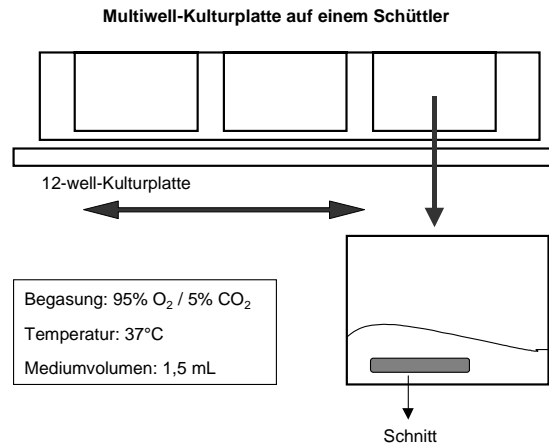 Multiwell-Kulturplatte auf einem Schüttler
12-well-Kulturplatte
Begasung: 95% O₂ / 5% CO₂
Temperatur: 37°C
Mediumvolumen: 1,5 mL
Schnitt